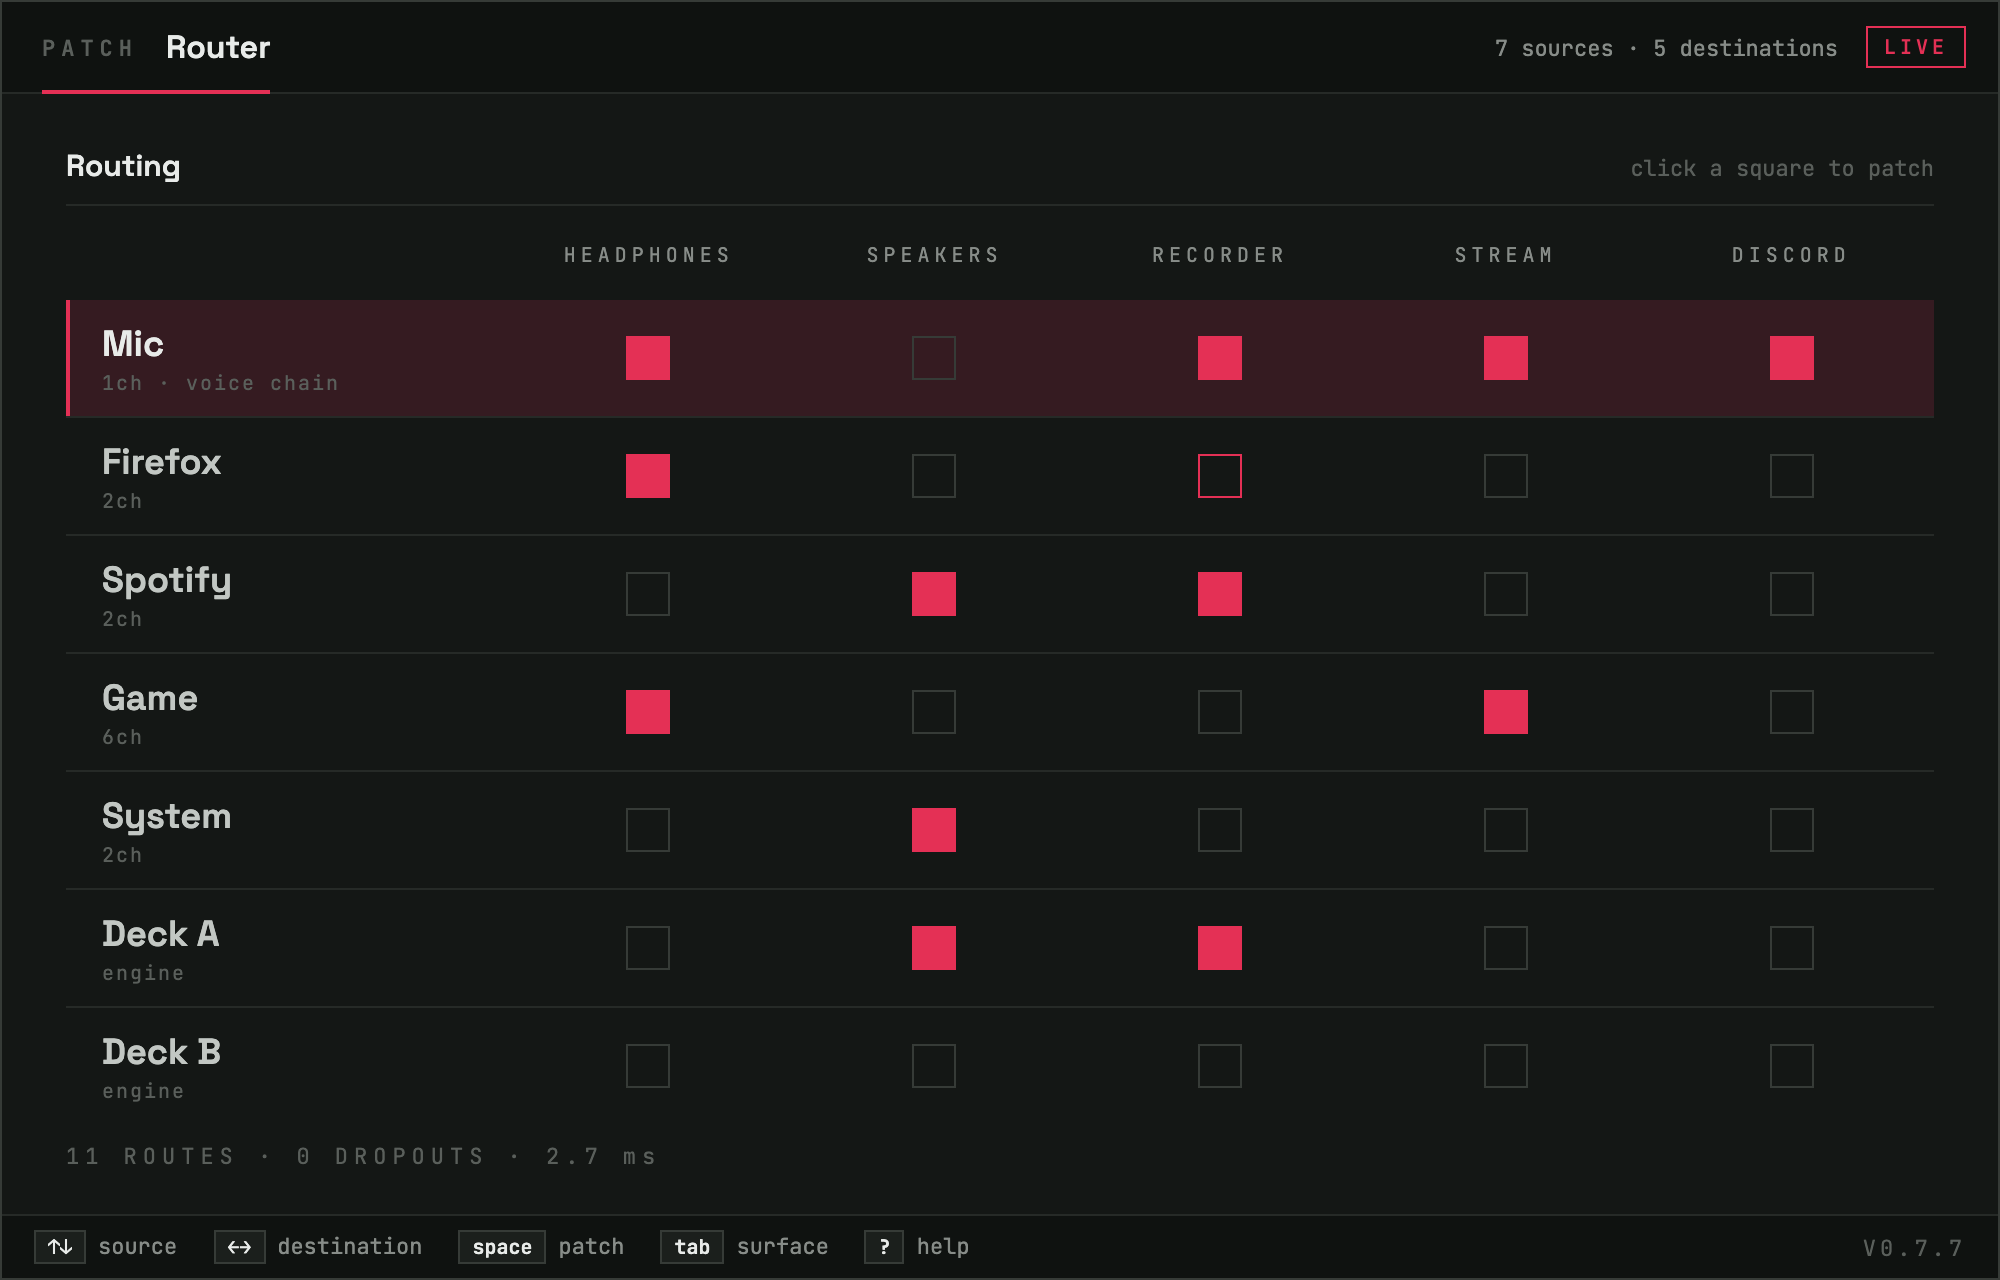 PATCH Router 7 sources · 5 destinations LIVE
Routing click a square to patch
HEADPHONES SPEAKERS RECORDER STREAM DISCORD
Mic
1ch · voice chain
Firefox
2ch
Spotify
2ch
Game
6ch
System
2ch
Deck A
engine
Deck B
engine
11 ROUTES · 0 DROPOUTS · 2.7 ms
↑↓ source ↔ destination space patch tab surface ? help V0.7.7